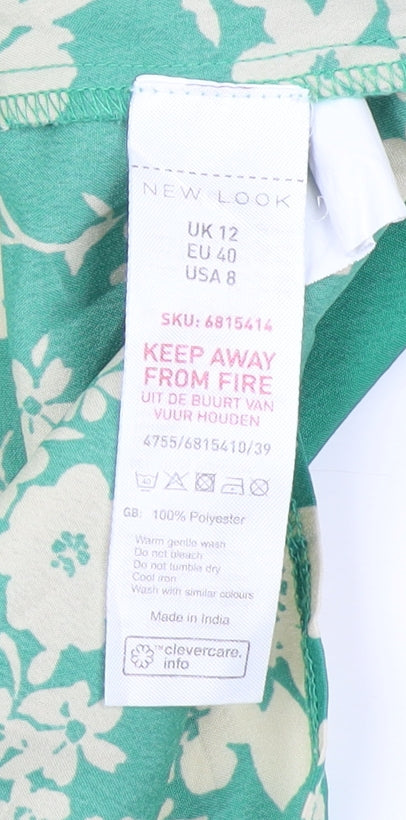 NEW LOOK
UK 12
EU 40
USA 8
SKU: 6815414
KEEP AWAY
FROM FIRE
UIT DE BUURT VAN
VUUR HOUDEN
4755/6815410/39
40
GB: 100% Polyester
Warm gentle wash
Do not bleach
Do not tumble dry
Cool iron
Wash with similar colours
Made in India
™clevercare.
info